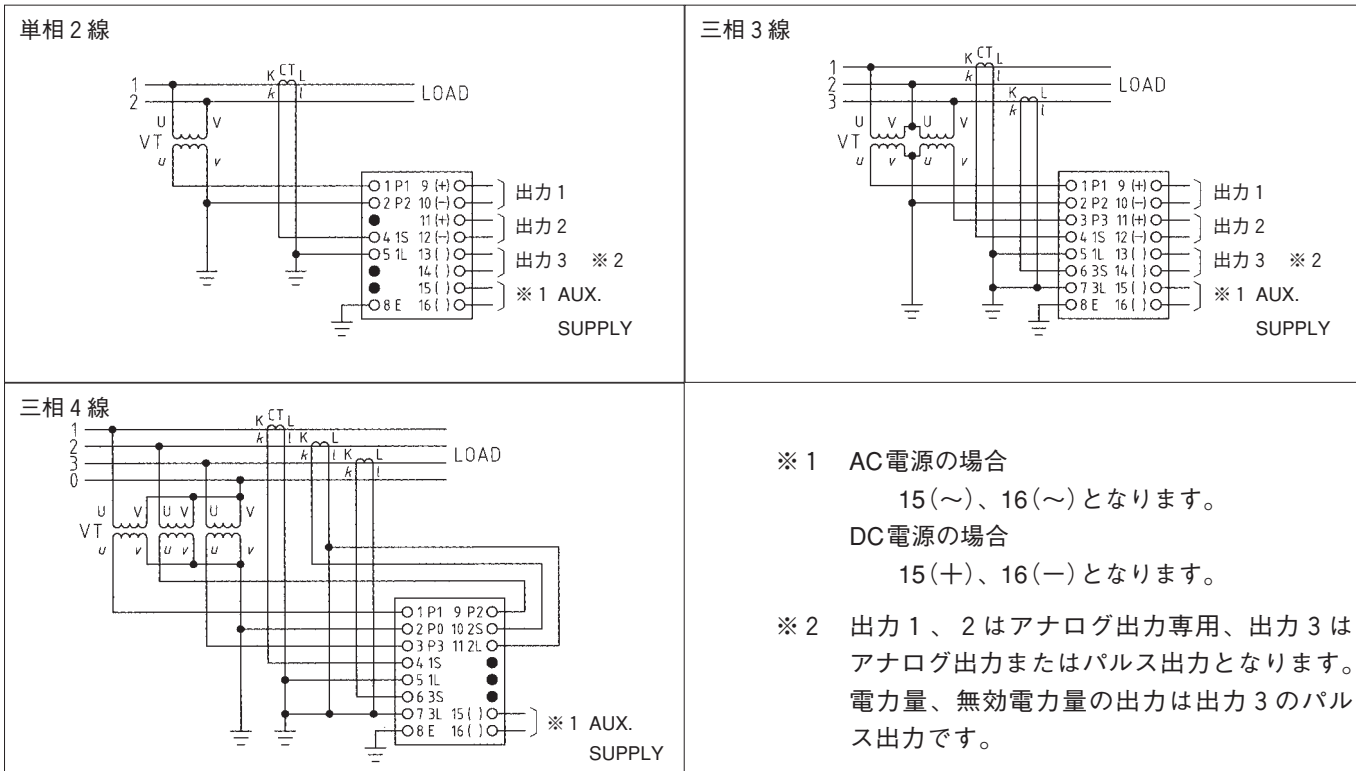 単相2線
K CT L
1
k l
LOAD
2
U V
VT
u v
1 P1 9 (+)
出力1
2 P2 10 (−)
11 (+)
出力2
4 1S 12 (−)
5 1L 13 ( )
出力3 ※2
14 ( )
15 ( )
※1 AUX.
8 E 16 ( )
SUPPLY
三相3線
K CT L
1
k l
2
LOAD
K L
3
k l
U V U V
VT
u v u v
1 P1 9 (+)
出力1
2 P2 10 (−)
3 P3 11 (+)
出力2
4 1S 12 (−)
5 1L 13 ( )
出力3 ※2
6 3S 14 ( )
7 3L 15 ( )
※1 AUX.
8 E 16 ( )
SUPPLY
三相4線
K CT L
1
k l K L
2
k l K L
LOAD
3
k l
0
U V U V U V
VT
u v u v u v
1 P1 9 P2
2 P0 10 2S
3 P3 11 2L
4 1S
5 1L
6 3S
7 3L 15 ( )
※1 AUX.
8 E 16 ( )
SUPPLY
※1 AC電源の場合
15(〜)、16(〜)となります。
DC電源の場合
15(+)、16(−)となります。
※2 出力1、2はアナログ出力専用、出力3は
アナログ出力またはパルス出力となります。
電力量、無効電力量の出力は出力3のパル
ス出力です。